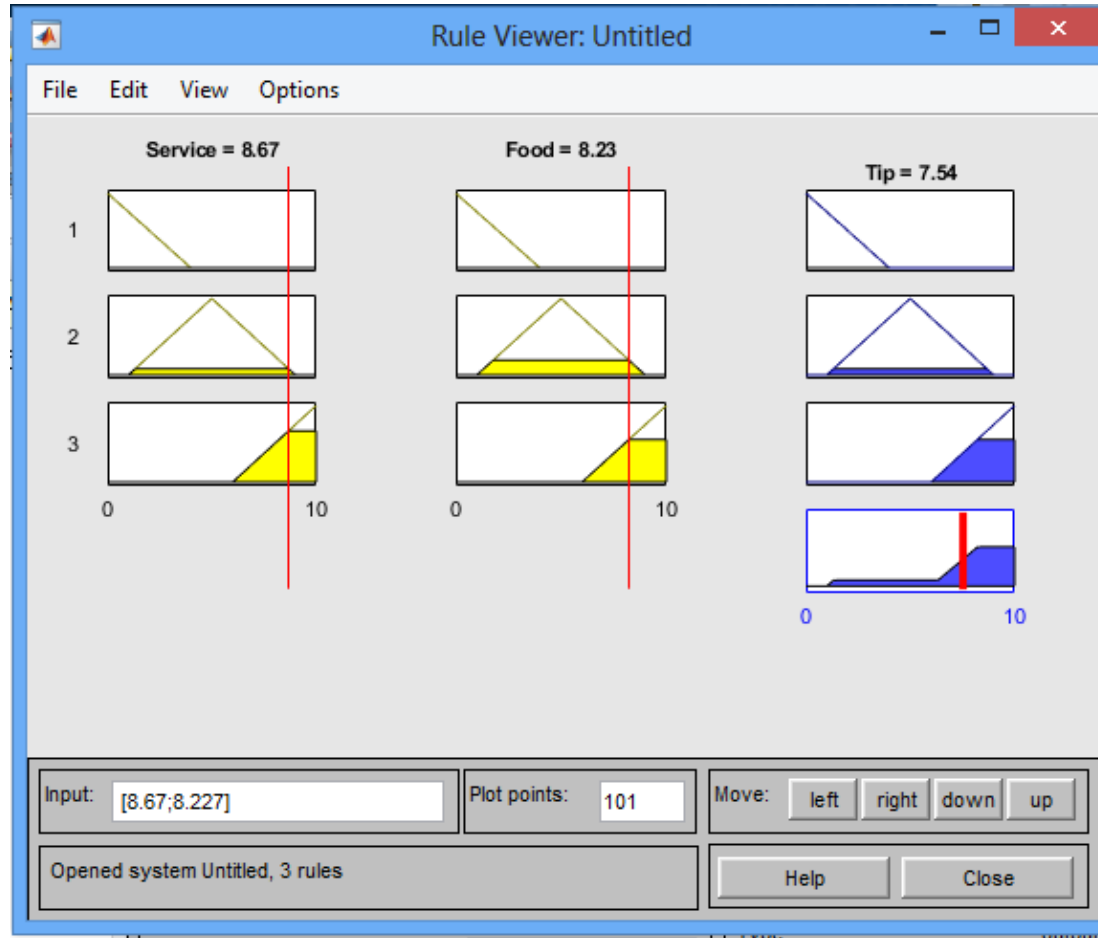 Rule Viewer: Untitled
File Edit View Options
Service = 8.67 Food = 8.23 Tip = 7.54
1
2
3
0 10 0 10
0 10
Input: [8.67;8.227] Plot points: 101 Move: left right down up
Opened system Untitled, 3 rules Help Close